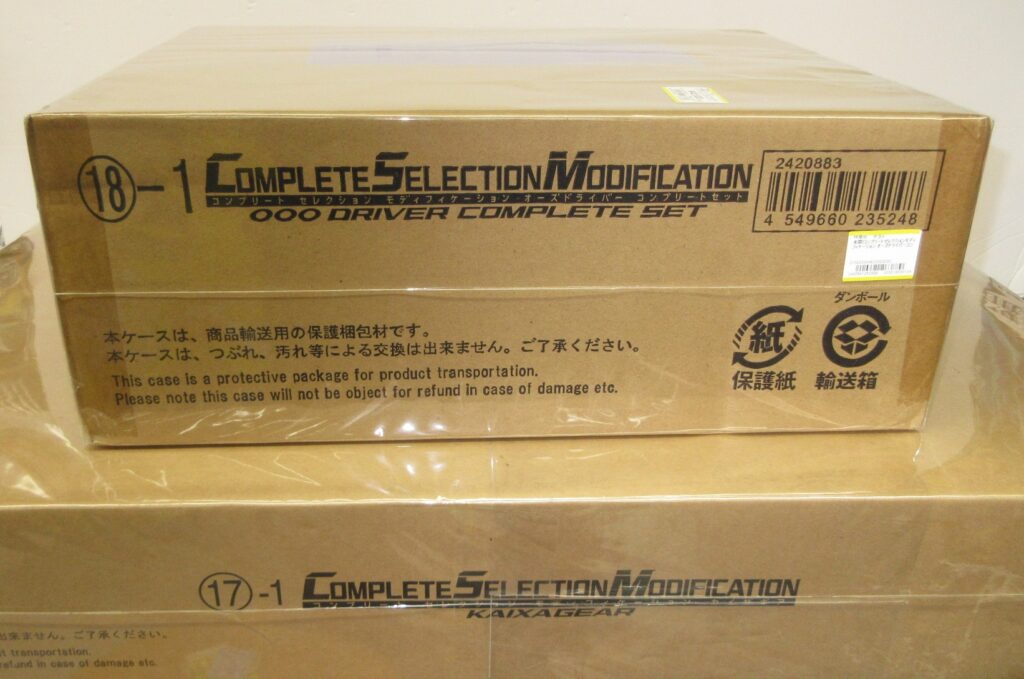 ⑱-1 COMPLETE SELECTION MODIFICATION
コンプリート セレクション モディフィケーション オーズドライバー コンプリートセット
OOO DRIVER COMPLETE SET
2420883
4 549660 235248
ダンボール
本ケースは、商品輸送用の保護梱包材です。
本ケースは、つぶれ、汚れ等による交換は出来ません。ご了承ください。
This case is a protective package for product transportation.
Please note this case will not be object for refund in case of damage etc.
紙
保護紙
輸送箱
⑰-1 COMPLETE SELECTION MODIFICATION
KAIXAGEAR
出来ません。ご了承ください。
transportation.
refund in case of damage etc.